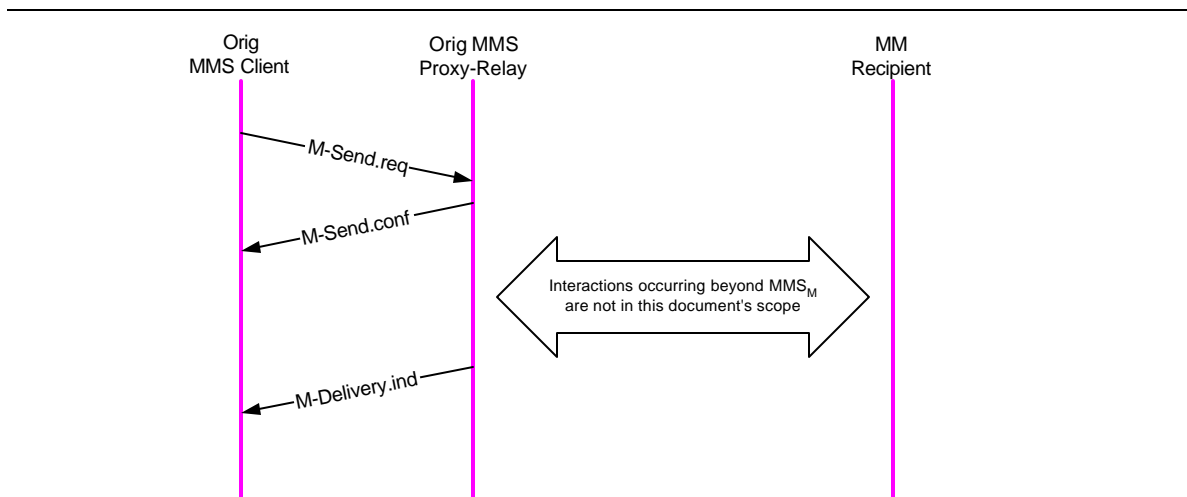 Orig
MMS Client
Orig MMS
Proxy-Relay
MM
Recipient
M-Send.req
M-Send.conf
Interactions occurring beyond MMS_M
are not in this document's scope
M-Delivery.ind